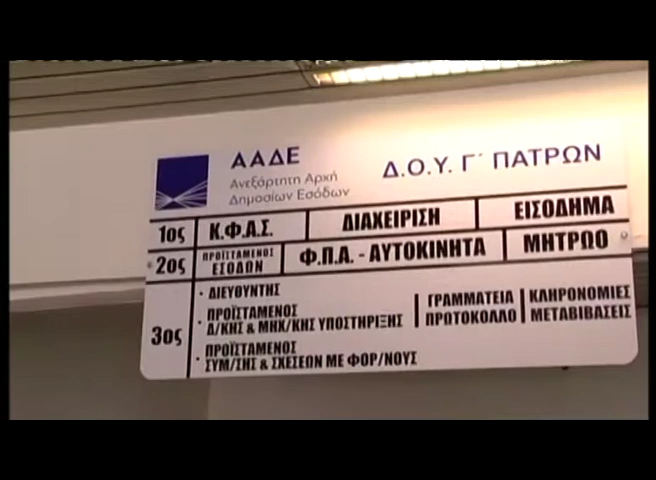 ΑΑΔΕ
Ανεξάρτητη Αρχή
Δημοσίων Εσόδων
Δ.Ο.Υ. Γ΄ ΠΑΤΡΩΝ
1ος Κ.Φ.Α.Σ. ΔΙΑΧΕΙΡΙΣΗ ΕΙΣΟΔΗΜΑ
2ος ΠΡΟΪΣΤΑΜΕΝΟΣ ΕΣΟΔΩΝ Φ.Π.Α. - ΑΥΤΟΚΙΝΗΤΑ ΜΗΤΡΩΟ
3ος
· ΔΙΕΥΘΥΝΤΗΣ
· ΠΡΟΪΣΤΑΜΕΝΟΣ
Δ/ΚΗΣ & ΜΗΧ/ΚΗΣ ΥΠΟΣΤΗΡΙΞΗΣ
· ΠΡΟΪΣΤΑΜΕΝΟΣ
ΣΥΜ/ΣΗΣ & ΣΧΕΣΕΩΝ ΜΕ ΦΟΡ/ΝΟΥΣ
ΓΡΑΜΜΑΤΕΙΑ
ΠΡΩΤΟΚΟΛΛΟ
ΚΛΗΡΟΝΟΜΙΕΣ
ΜΕΤΑΒΙΒΑΣΕΙΣ